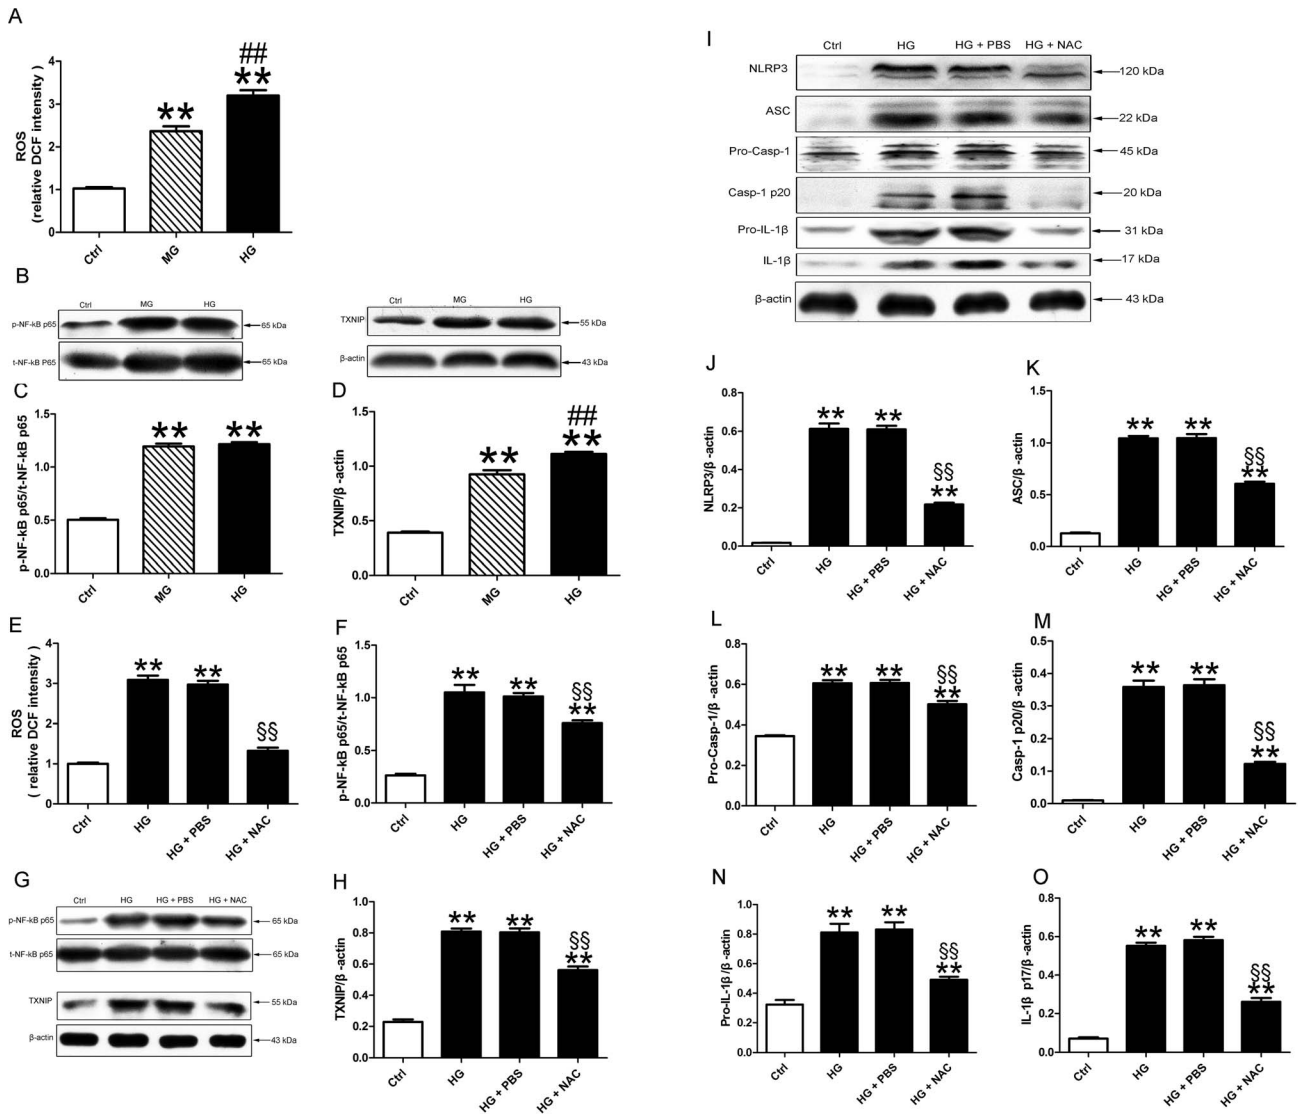 A
ROS
(relative DCF intensity )
4
3
2
1
0
##
**
**
Ctrl
MG
HG
B
Ctrl
MG
HG
p-NF-kB p65
65 kDa
t-NF-kB P65
65 kDa
Ctrl
MG
HG
TXNIP
55 kDa
β-actin
43 kDa
C
p-NF-kB p65/t-NF-kB p65
1.5
1.0
0.5
0.0
**
**
Ctrl
MG
HG
D
TXNIP/β -actin
1.5
1.0
0.5
0.0
**
##
**
Ctrl
MG
HG
E
ROS
( relative DCF intensity )
4
3
2
1
0
**
**
§§
Ctrl
HG
HG + PBS
HG + NAC
F
p-NF-kB p65/t-NF-kB p65
1.5
1.0
0.5
0.0
**
**
§§
**
Ctrl
HG
HG + PBS
HG + NAC
G
Ctrl
HG
HG + PBS
HG + NAC
p-NF-kB p65
65 kDa
t-NF-kB p65
65 kDa
TXNIP
55 kDa
β-actin
43 kDa
H
TXNIP/β -actin
1.0
0.8
0.6
0.4
0.2
0.0
**
**
§§
**
Ctrl
HG
HG + PBS
HG + NAC
I
Ctrl
HG
HG + PBS
HG + NAC
NLRP3
120 kDa
ASC
22 kDa
Pro-Casp-1
45 kDa
Casp-1 p20
20 kDa
Pro-IL-1β
31 kDa
IL-1β
17 kDa
β-actin
43 kDa
J
NLRP3/β -actin
0.8
0.6
0.4
0.2
0.0
**
**
§§
**
Ctrl
HG
HG + PBS
HG + NAC
K
ASC/β -actin
1.5
1.0
0.5
0.0
**
**
§§
**
Ctrl
HG
HG + PBS
HG + NAC
L
Pro-Casp-1/β -actin
0.8
0.6
0.4
0.2
0.0
**
**
§§
**
Ctrl
HG
HG + PBS
HG + NAC
M
Casp-1 p20/β -actin
0.5
0.4
0.3
0.2
0.1
0.0
**
**
§§
**
Ctrl
HG
HG + PBS
HG + NAC
N
Pro-IL-1β /β -actin
1.0
0.8
0.6
0.4
0.2
0.0
**
**
§§
**
Ctrl
HG
HG + PBS
HG + NAC
O
IL-1β p17/β -actin
0.8
0.6
0.4
0.2
0.0
**
**
§§
**
Ctrl
HG
HG + PBS
HG + NAC